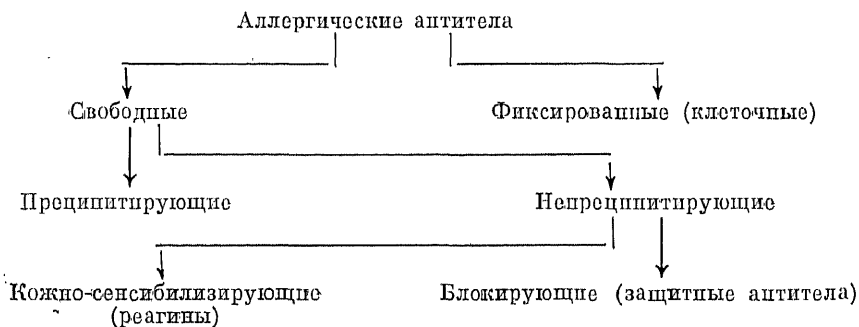 Аллергические антитела
Свободные Фиксированные (клеточные)
Преципитирующие Непреципитирующие
Кожно-сенсибилизирующие Блокирующие (защитные антитела)
(реагины)